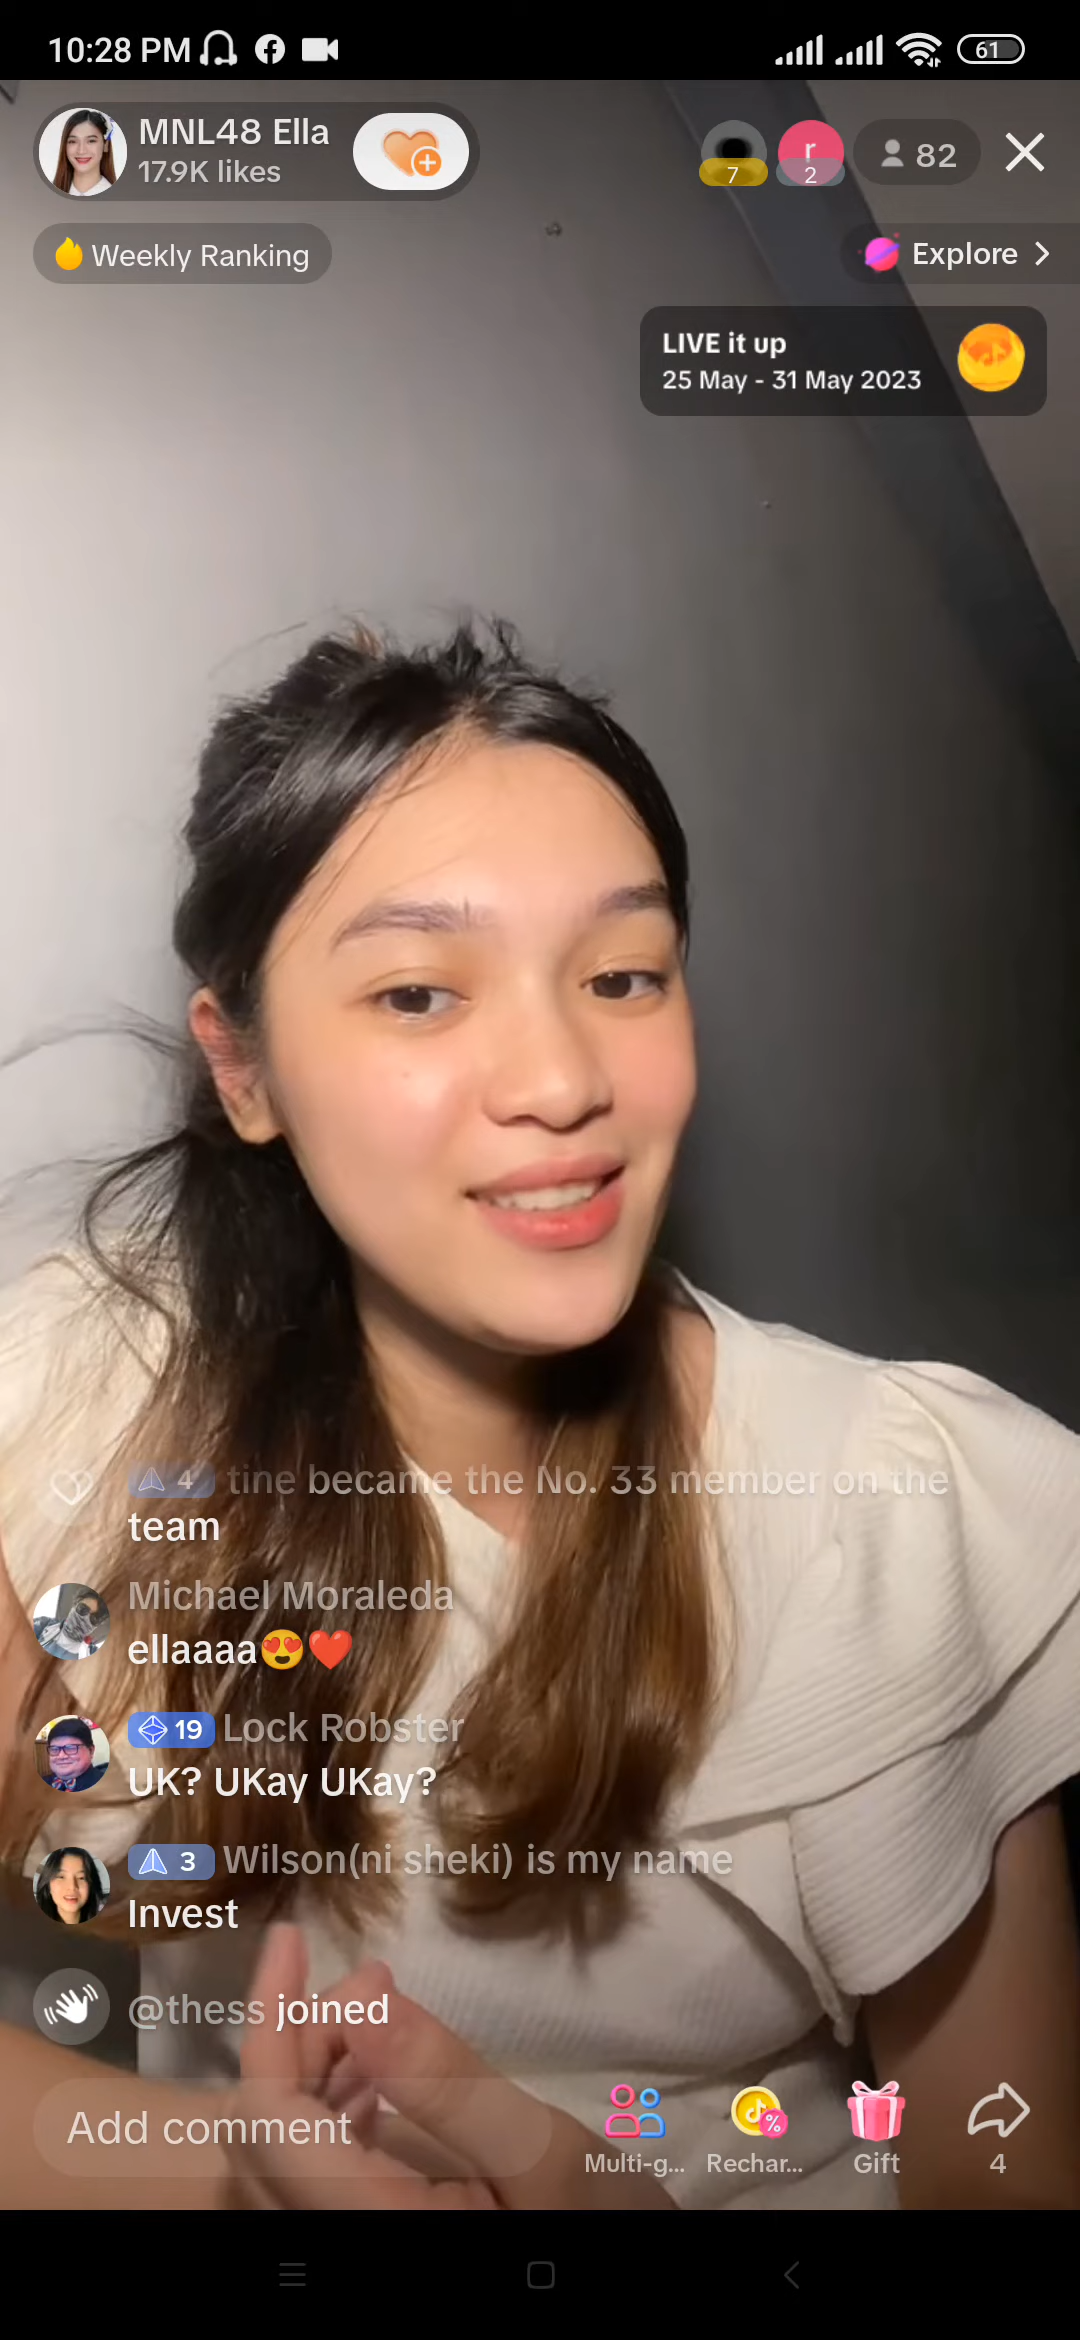 10:28 PM
61
MNL48 Ella
17.9K likes
7
r
2
82
Weekly Ranking
Explore
LIVE it up
25 May - 31 May 2023
4 tine became the No. 33 member on the
team
Michael Moraleda
ellaaaa😍❤️
19 Lock Robster
UK? UKay UKay?
3 Wilson(ni sheki) is my name
Invest
@thess joined
Add comment
Multi-g...
Rechar...
Gift
4